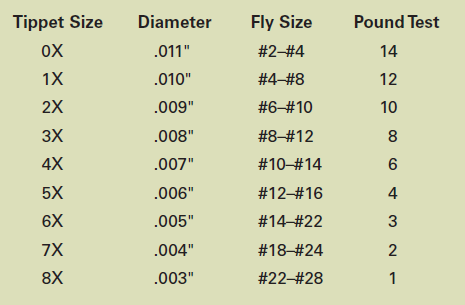 Tippet Size Diameter Fly Size Pound Test
0X .011" #2–#4 14
1X .010" #4–#8 12
2X .009" #6–#10 10
3X .008" #8–#12 8
4X .007" #10–#14 6
5X .006" #12–#16 4
6X .005" #14–#22 3
7X .004" #18–#24 2
8X .003" #22–#28 1